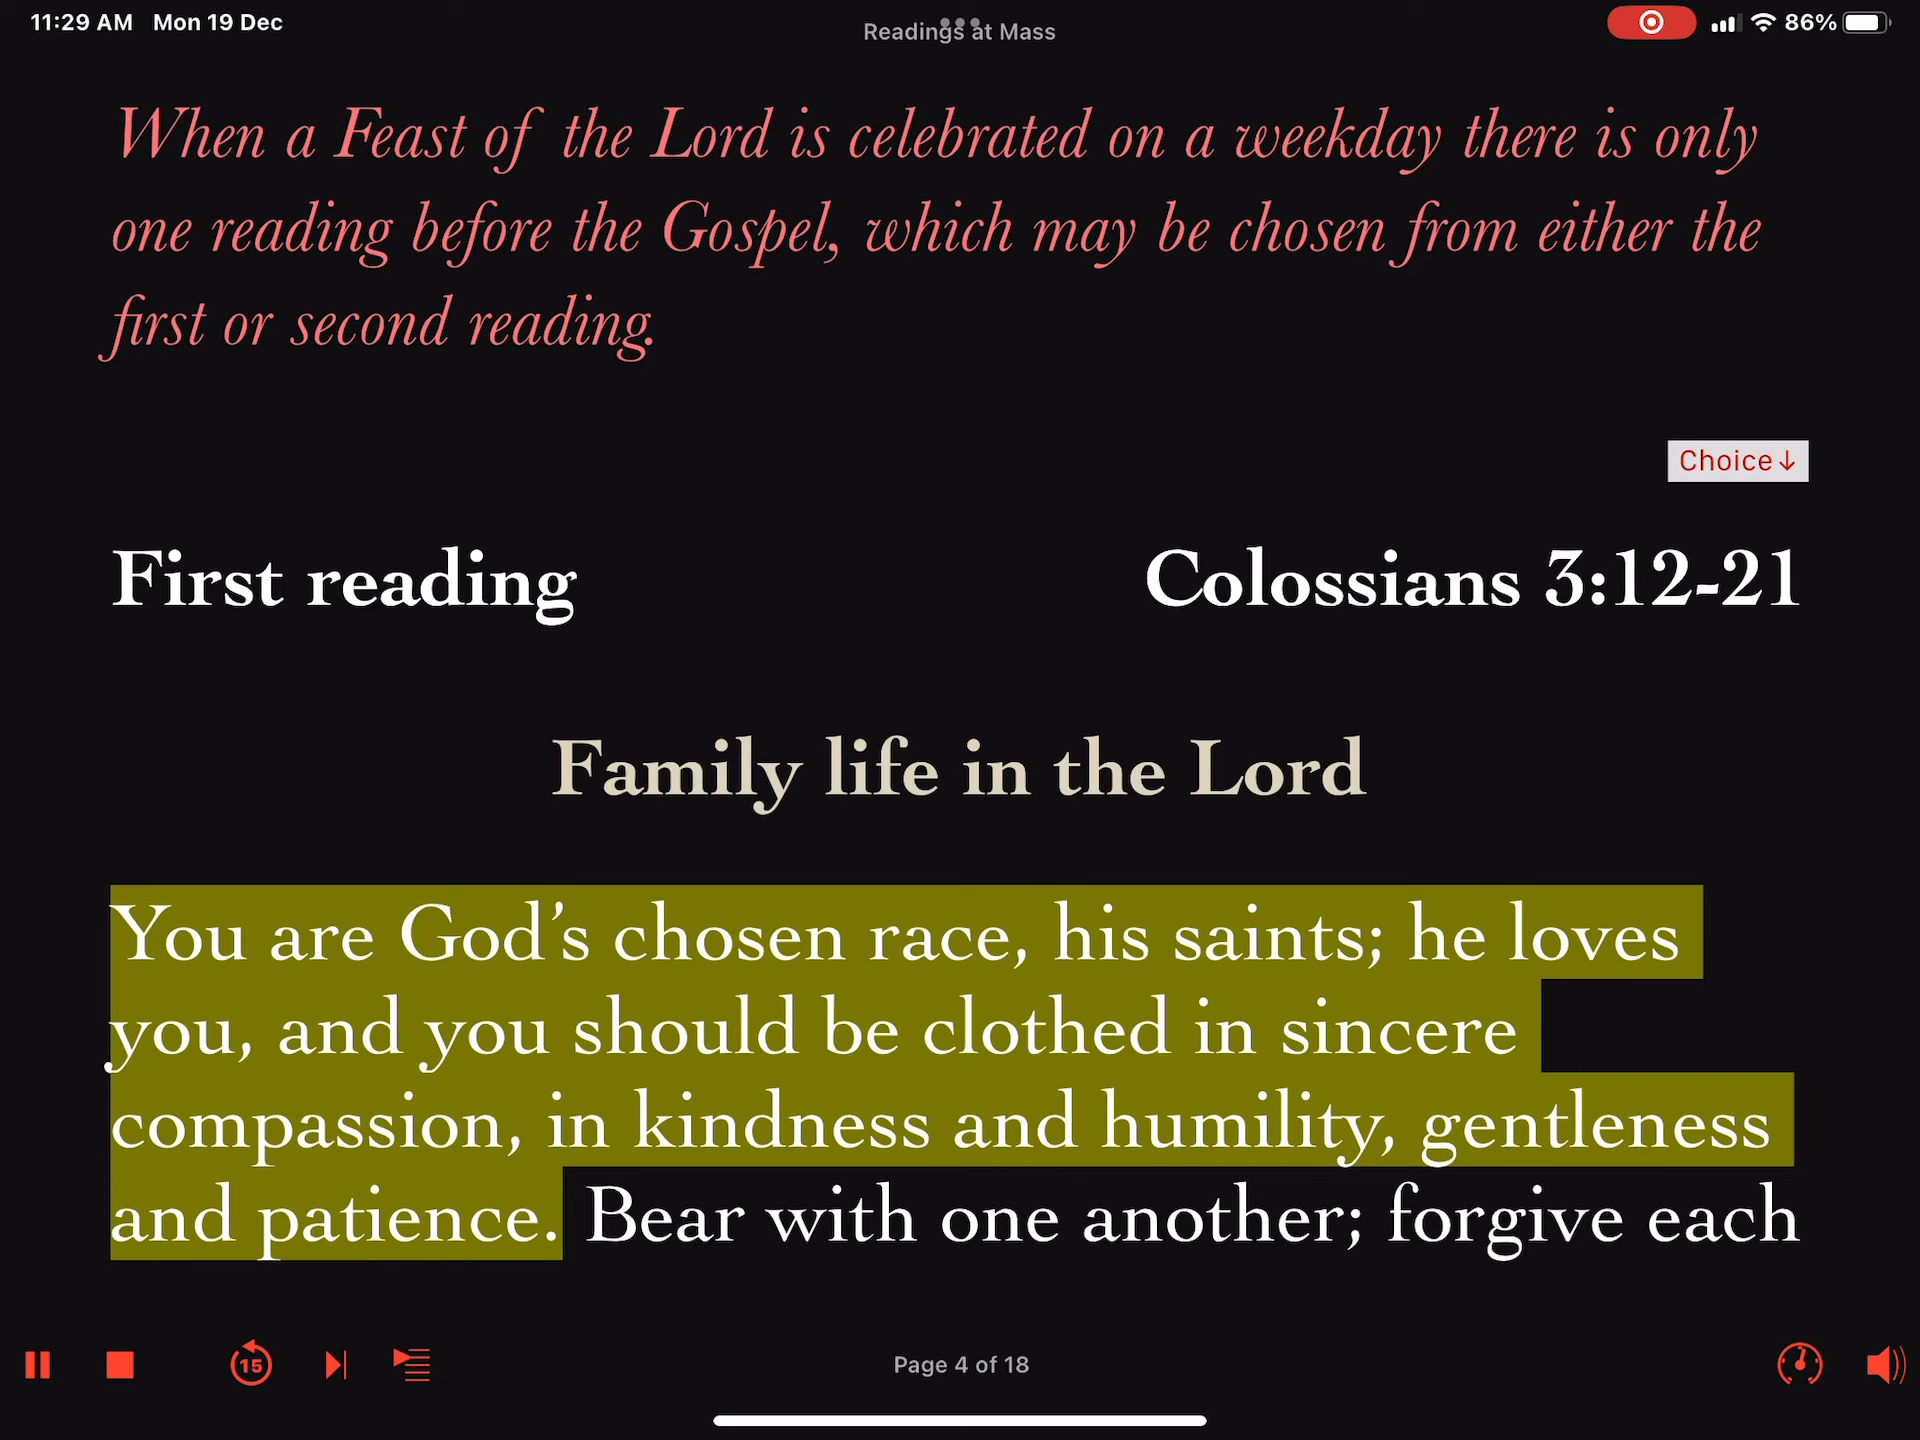 11:29 AM Mon 19 Dec
Readings at Mass
86%
When a Feast of the Lord is celebrated on a weekday there is only
one reading before the Gospel, which may be chosen from either the
first or second reading.
Choice↓
First reading Colossians 3:12-21
Family life in the Lord
You are God’s chosen race, his saints; he loves
you, and you should be clothed in sincere
compassion, in kindness and humility, gentleness
and patience. Bear with one another; forgive each
15
Page 4 of 18